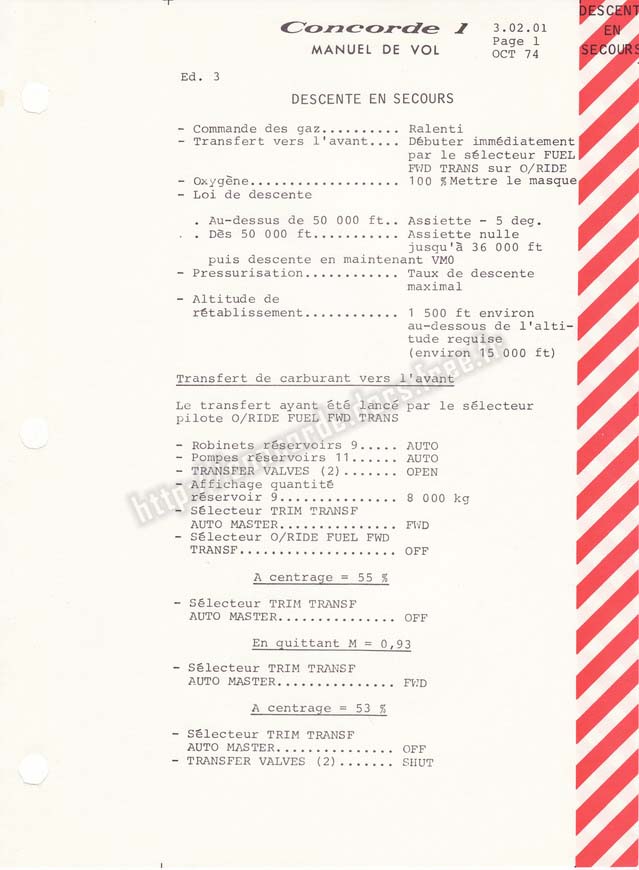 DESCENT
EN
SECOURS
Concorde 1 3.02.01
MANUEL DE VOL Page 1
OCT 74
Ed. 3
DESCENTE EN SECOURS
- Commande des gaz.......... Ralenti
- Transfert vers l'avant.... Débuter immédiatement
par le sélecteur FUEL
FWD TRANS sur O/RIDE
- Oxygène................... 100 % Mettre le masque
- Loi de descente
. Au-dessus de 50 000 ft.. Assiette - 5 deg.
. . Dès 50 000 ft........... Assiette nulle
jusqu'à 36 000 ft
puis descente en maintenant VMO
- Pressurisation............ Taux de descente
maximal
- Altitude de
rétablissement............ 1 500 ft environ
au-dessous de l'alti-
tude requise
(environ 15 000 ft)
Transfert de carburant vers l'avant
Le transfert ayant été lancé par le sélecteur
pilote O/RIDE FUEL FWD TRANS
- Robinets réservoirs 9..... AUTO
- Pompes réservoirs 11...... AUTO
- TRANSFER VALVES (2)....... OPEN
- Affichage quantité
réservoir 9............... 8 000 kg
- Sélecteur TRIM TRANSF
AUTO MASTER............... FWD
- Sélecteur O/RIDE FUEL FWD
TRANSF.................... OFF
A centrage = 55 %
- Sélecteur TRIM TRANSF
AUTO MASTER............... OFF
En quittant M = 0,93
- Sélecteur TRIM TRANSF
AUTO MASTER............... FWD
A centrage = 53 %
- Sélecteur TRIM TRANSF
AUTO MASTER............... OFF
- TRANSFER VALVES (2)....... SHUT